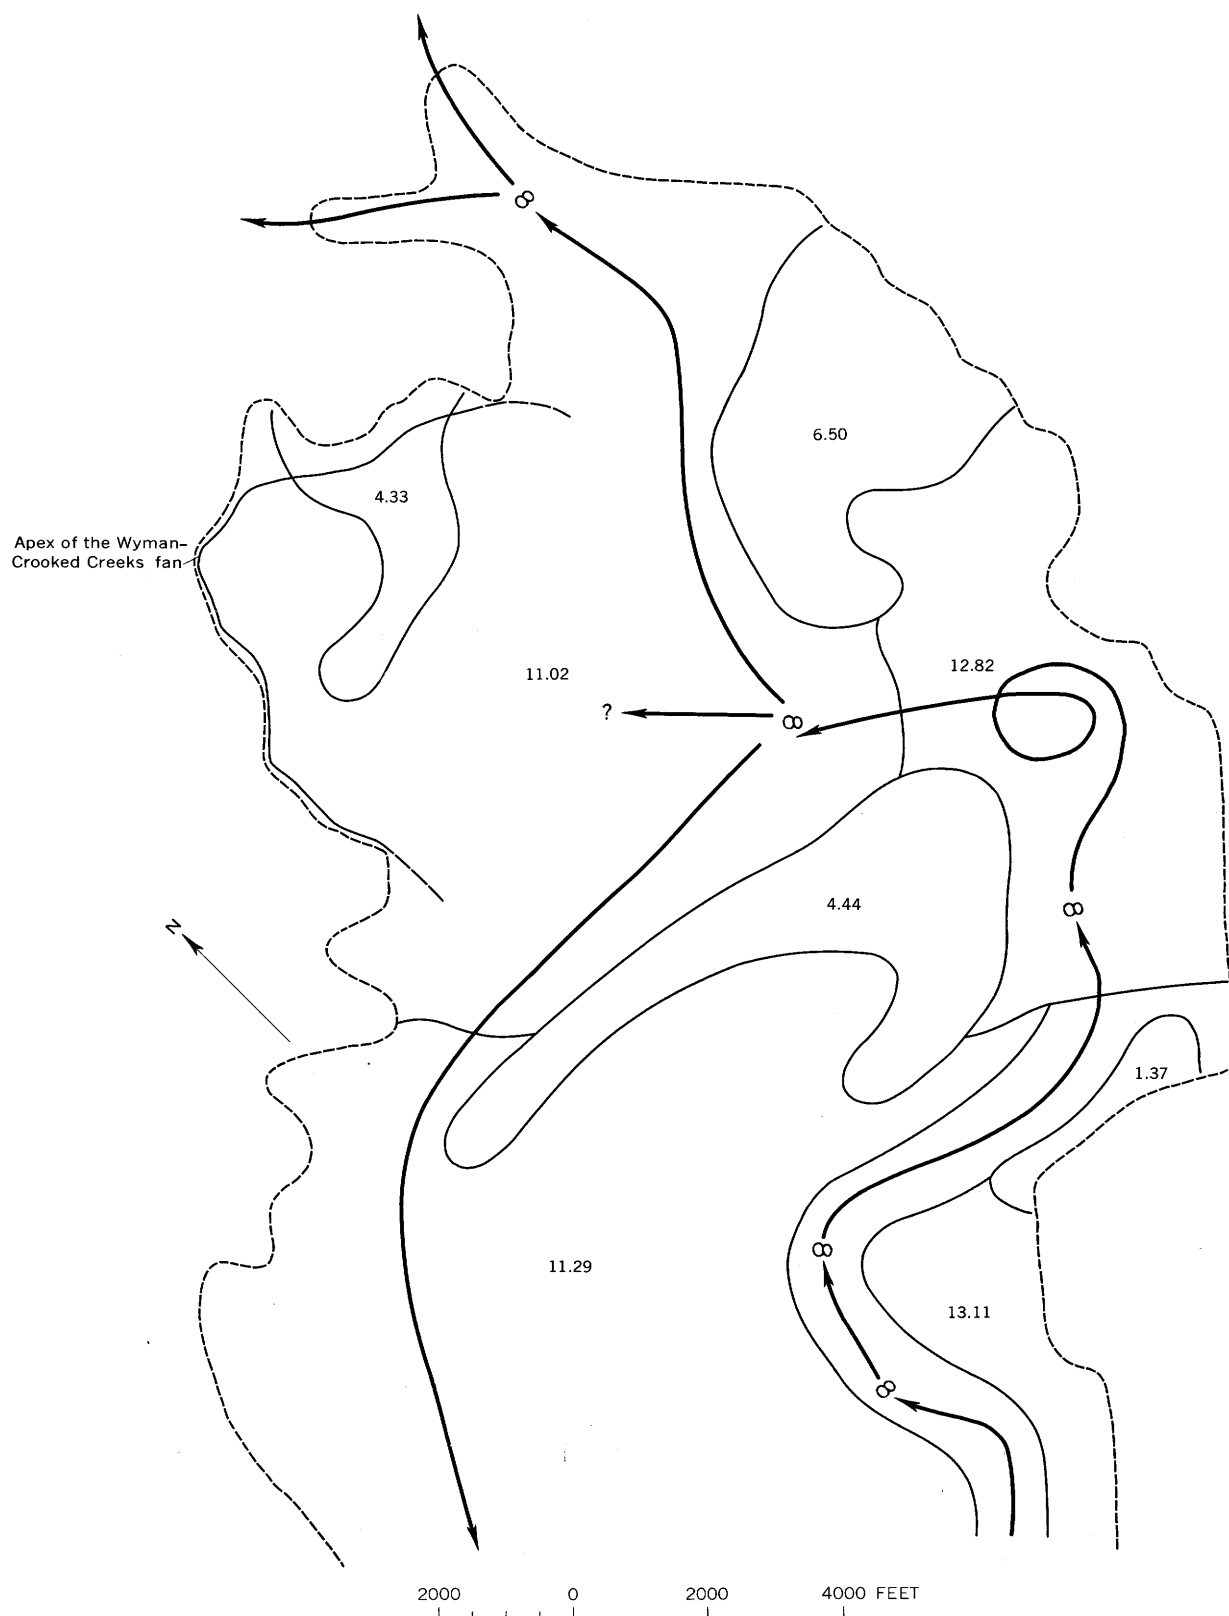 6.50
4.33
Apex of the Wyman-
Crooked Creeks fan
12.82
11.02
?
4.44
N
1.37
11.29
13.11
2000 0 2000 4000 FEET